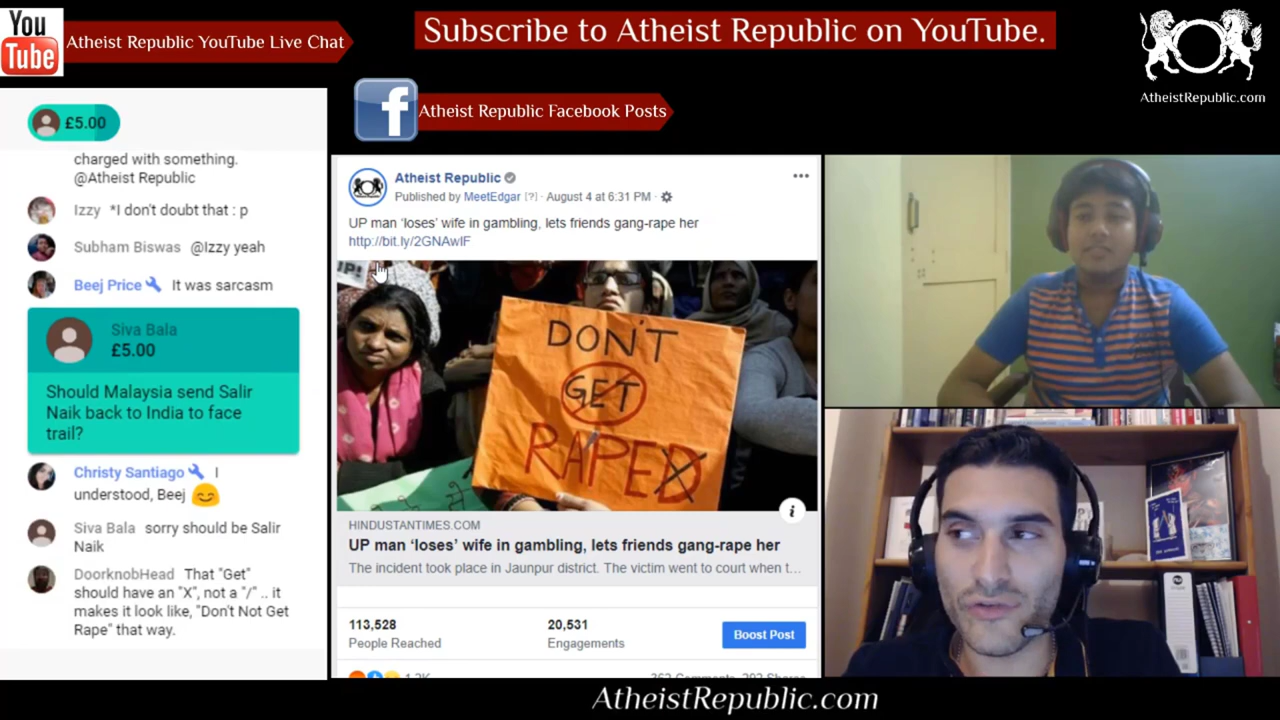 You
Tube
Atheist Republic YouTube Live Chat
Subscribe to Atheist Republic on YouTube.
AtheistRepublic.com
£5.00
charged with something.
@Atheist Republic
Izzy *I don't doubt that : p
Subham Biswas @Izzy yeah
Beej Price It was sarcasm
Siva Bala
£5.00
Should Malaysia send Salir
Naik back to India to face
trail?
Christy Santiago I
understood, Beej
Siva Bala sorry should be Salir
Naik
DoorknobHead That "Get"
should have an "X", not a "/" .. it
makes it look like, "Don't Not Get
Rape" that way.
f
Atheist Republic Facebook Posts
Atheist Republic
Published by MeetEdgar [?] · August 4 at 6:31 PM ·
UP man ‘loses’ wife in gambling, lets friends gang-rape her
http://bit.ly/2GNAwIF
DON'T
GET
RAPED
HINDUSTANTIMES.COM
UP man ‘loses’ wife in gambling, lets friends gang-rape her
The incident took place in Jaunpur district. The victim went to court when t...
113,528
People Reached
20,531
Engagements
Boost Post
AtheistRepublic.com